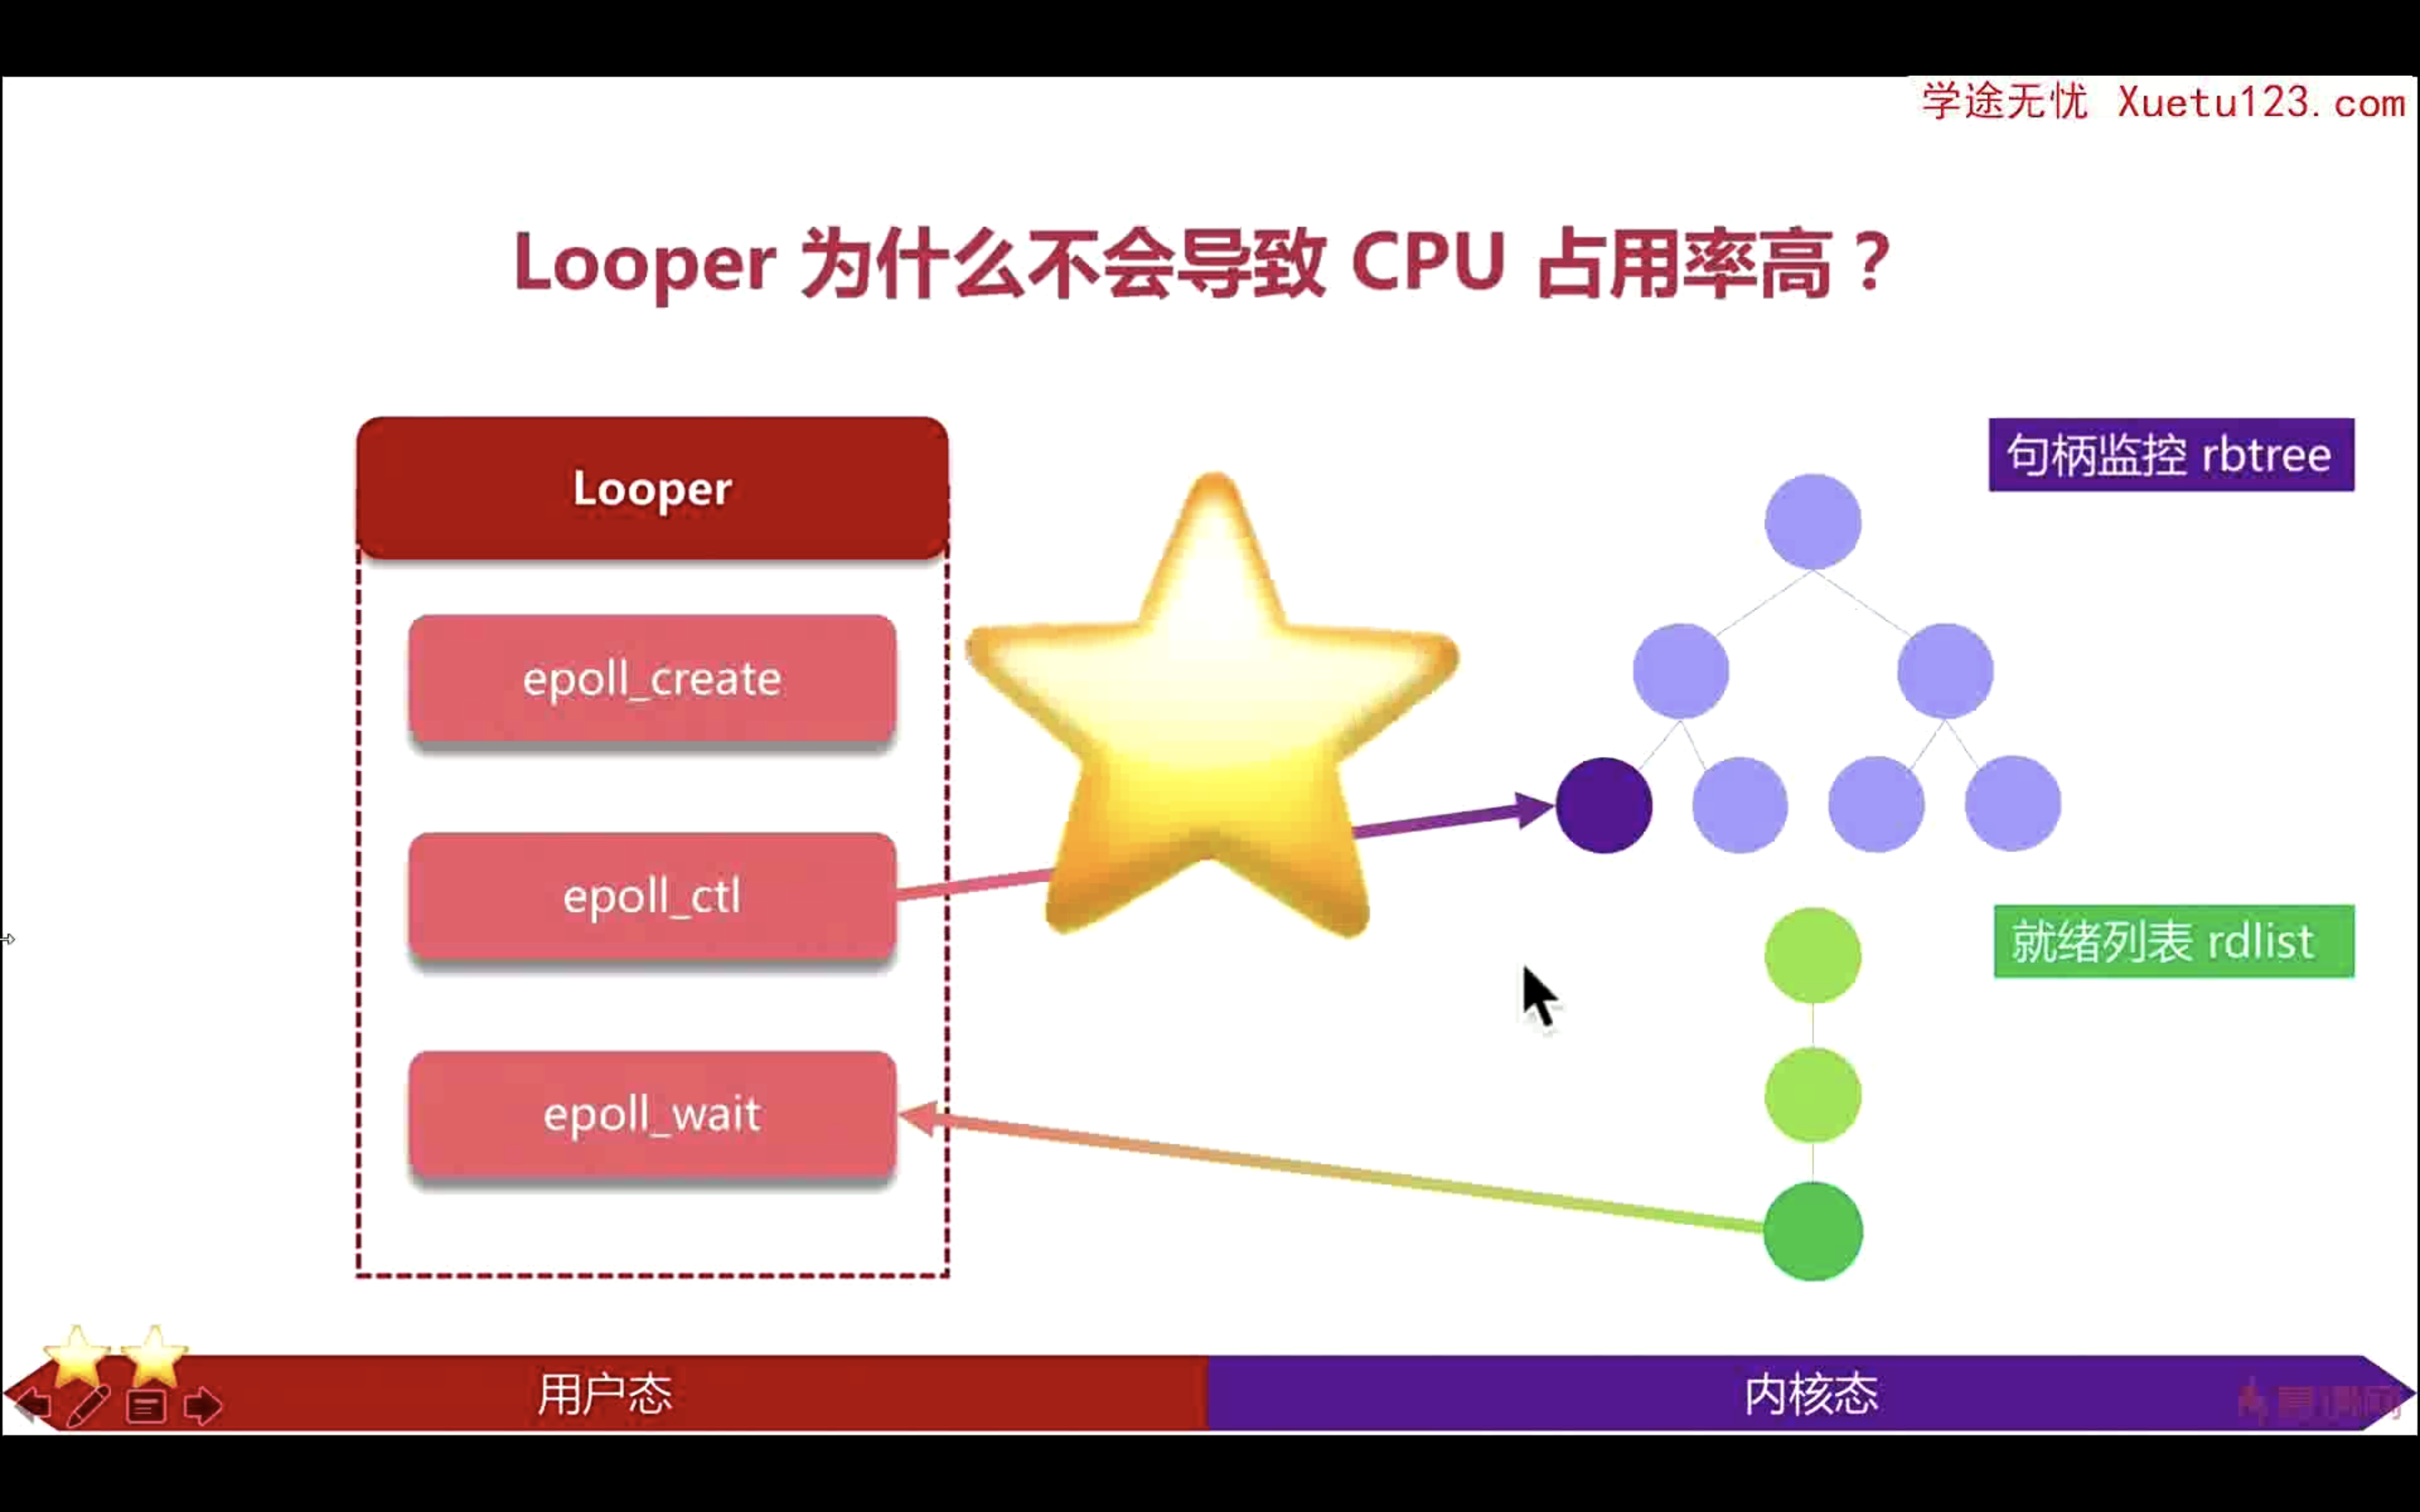 学途无忧 Xuetu123.com
Looper 为什么不会导致 CPU 占用率高？
Looper
句柄监控 rbtree
epoll_create
epoll_ctl
就绪列表 rdlist
epoll_wait
用户态
内核态